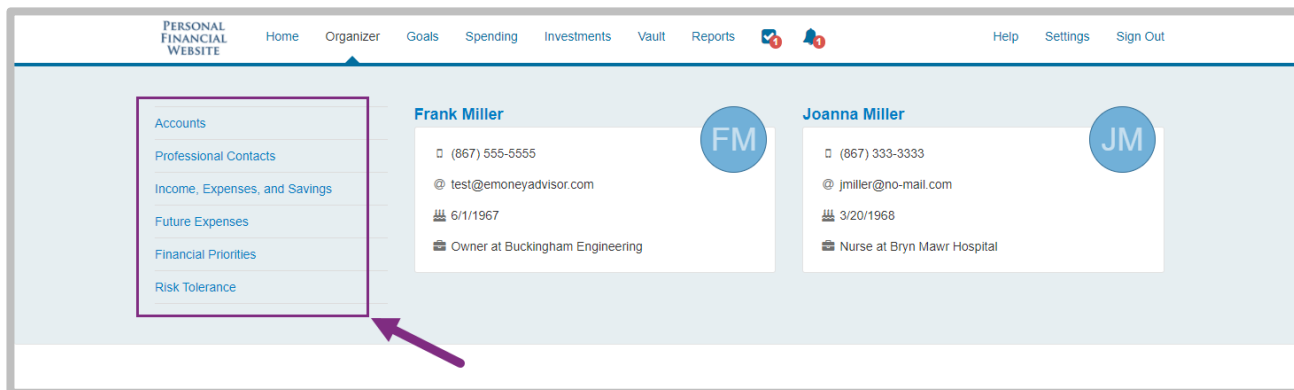 PERSONAL
FINANCIAL
WEBSITE
Home Organizer Goals Spending Investments Vault Reports 1 1 Help Settings Sign Out
Accounts
Professional Contacts
Income, Expenses, and Savings
Future Expenses
Financial Priorities
Risk Tolerance
Frank Miller
FM
(867) 555-5555
@ test@emoneyadvisor.com
6/1/1967
Owner at Buckingham Engineering
Joanna Miller
JM
(867) 333-3333
@ jmiller@no-mail.com
3/20/1968
Nurse at Bryn Mawr Hospital